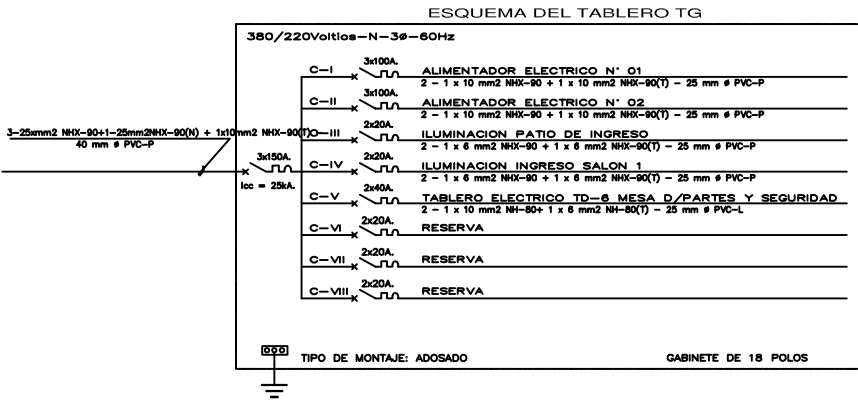 ESQUEMA DEL TABLERO TG
380/220Voltios-N-3ø-60Hz
C-I 3x100A. ALIMENTADOR ELECTRICO N° 01
2 - 1 x 10 mm2 NHX-90 + 1 x 10 mm2 NHX-90(T) - 25 mm ø PVC-P
C-II 3x100A. ALIMENTADOR ELECTRICO N° 02
2 - 1 x 10 mm2 NHX-90 + 1 x 10 mm2 NHX-90(T) - 25 mm ø PVC-P
3-25xmm2 NHX-90+1-25mm2NHX-90(N) + 1x10mm2 NHX-90(T)
40 mm ø PVC-P
C-III 2x20A. ILUMINACION PATIO DE INGRESO
2 - 1 x 6 mm2 NHX-90 + 1 x 6 mm2 NHX-90(T) - 25 mm ø PVC-P
3x150A.
Icc = 25kA.
C-IV 2x20A. ILUMINACION INGRESO SALON 1
2 - 1 x 6 mm2 NHX-90 + 1 x 6 mm2 NHX-90(T) - 25 mm ø PVC-P
C-V 2x40A. TABLERO ELECTRICO TD-6 MESA D/PARTES Y SEGURIDAD
2 - 1 x 10 mm2 NH-80+ 1 x 6 mm2 NH-80(T) - 25 mm ø PVC-L
C-VI 2x20A. RESERVA
C-VII 2x20A. RESERVA
C-VIII 2x20A. RESERVA
TIPO DE MONTAJE: ADOSADO
GABINETE DE 18 POLOS